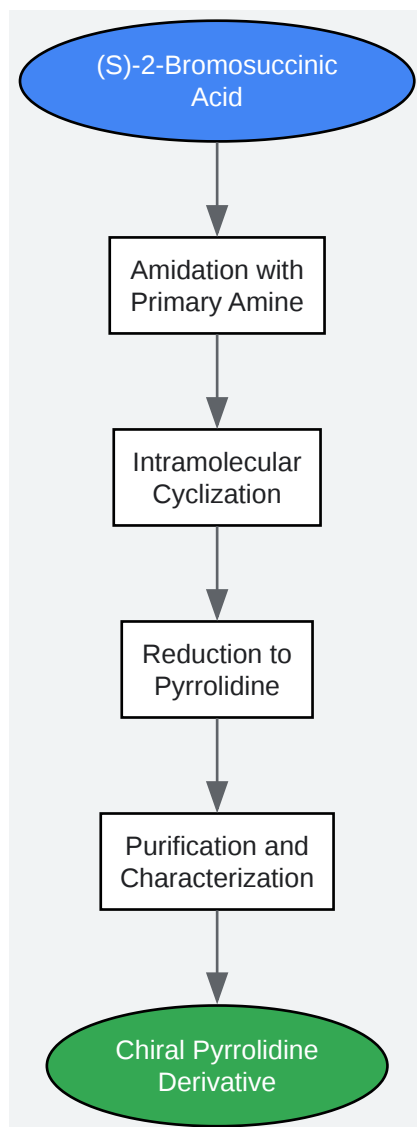 (S)-2-Bromosuccinic
Acid
Amidation with
Primary Amine
Intramolecular
Cyclization
Reduction to
Pyrrolidine
Purification and
Characterization
Chiral Pyrrolidine
Derivative